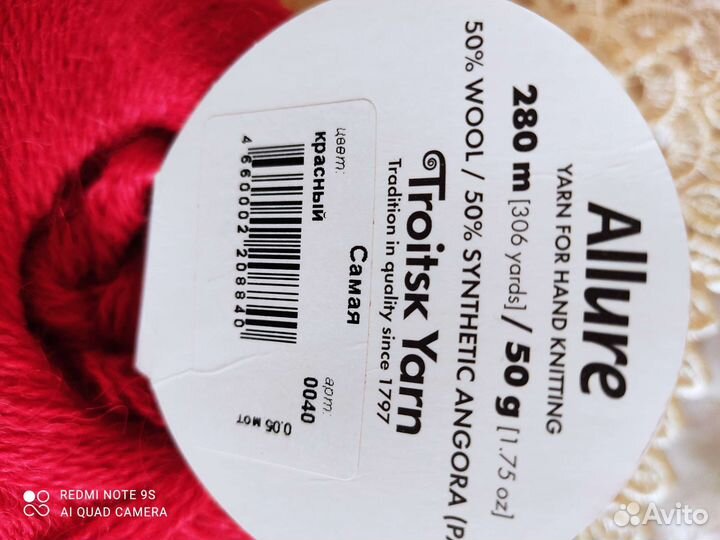 Allure
YARN FOR HAND KNITTING
280 m [306 yards] / 50 g [1.75 oz]
50% WOOL / 50% SYNTHETIC ANGORA
Troitsk Yarn
Tradition in quality since 1797
Самая
цвет: арт:
красный 0040
4660002 208840
0.05 мот
REDMI NOTE 9S
AI QUAD CAMERA
Avito